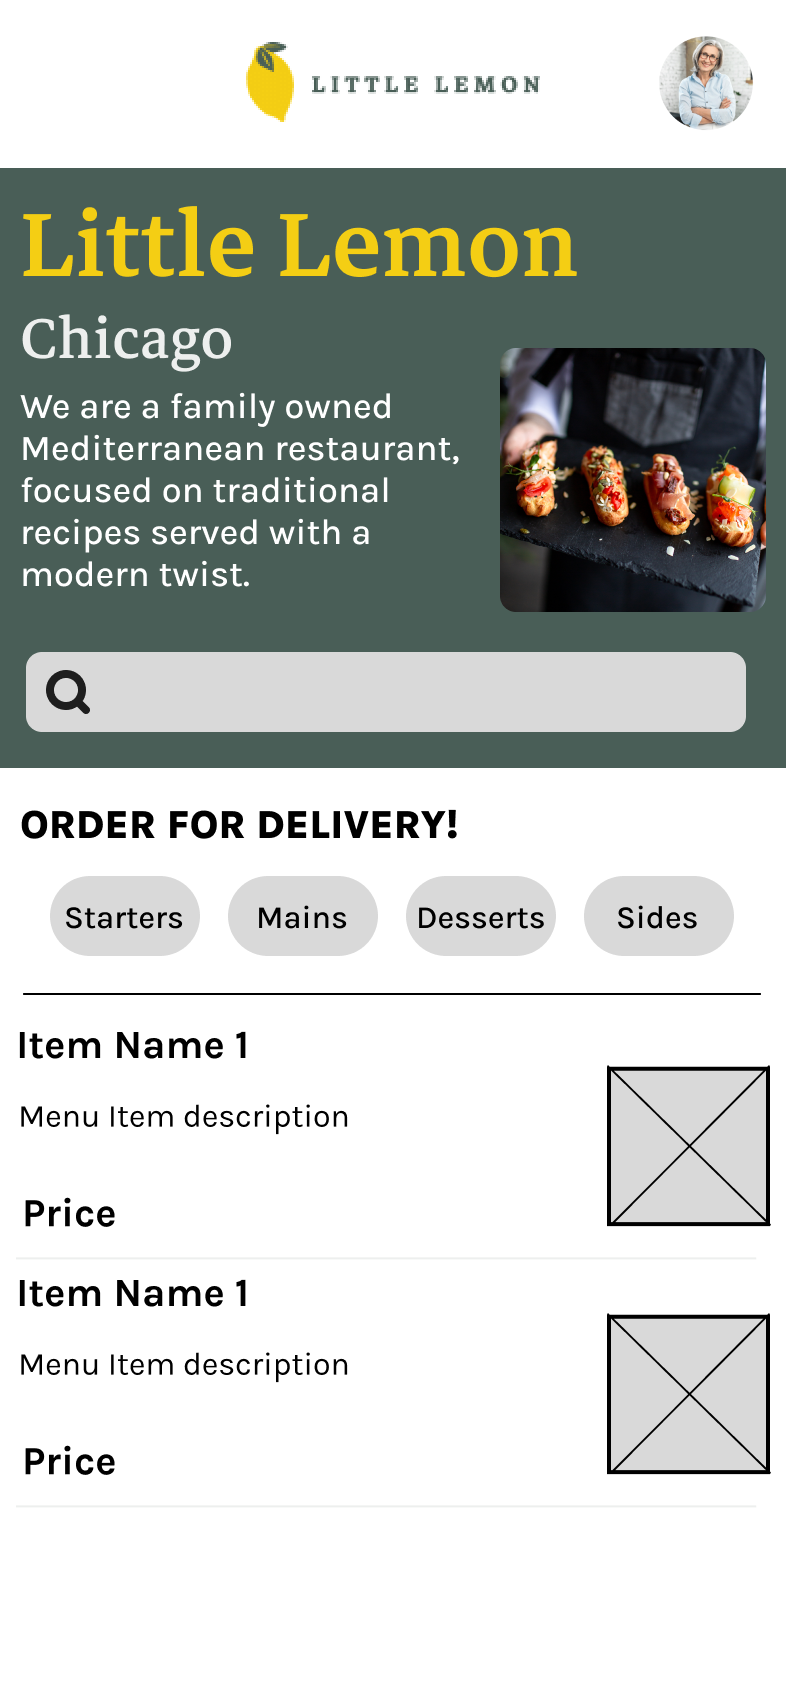 LITTLE LEMON
Little Lemon
Chicago
We are a family owned
Mediterranean restaurant,
focused on traditional
recipes served with a
modern twist.
ORDER FOR DELIVERY!
Starters Mains Desserts Sides
Item Name 1
Menu Item description
Price
Item Name 1
Menu Item description
Price